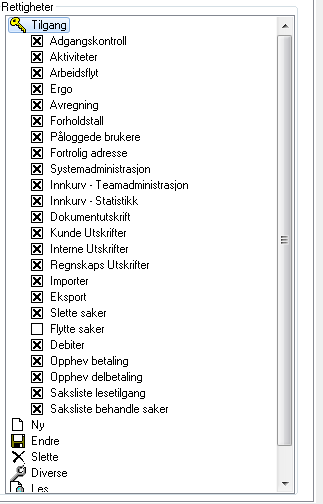 Rettigheter
Tilgang
Adgangskontroll
Aktiviteter
Arbeidsflyt
Ergo
Avregning
Forholdstall
Påloggede brukere
Fortrolig adresse
Systemadministrasjon
Innkurv - Teamadministrasjon
Innkurv - Statistikk
Dokumentutskrift
Kunde Utskrifter
Interne Utskrifter
Regnskaps Utskrifter
Importer
Eksport
Slette saker
Flytte saker
Debiter
Opphev betaling
Opphev delbetaling
Saksliste lesetilgang
Saksliste behandle saker
Ny
Endre
Slette
Diverse
Les